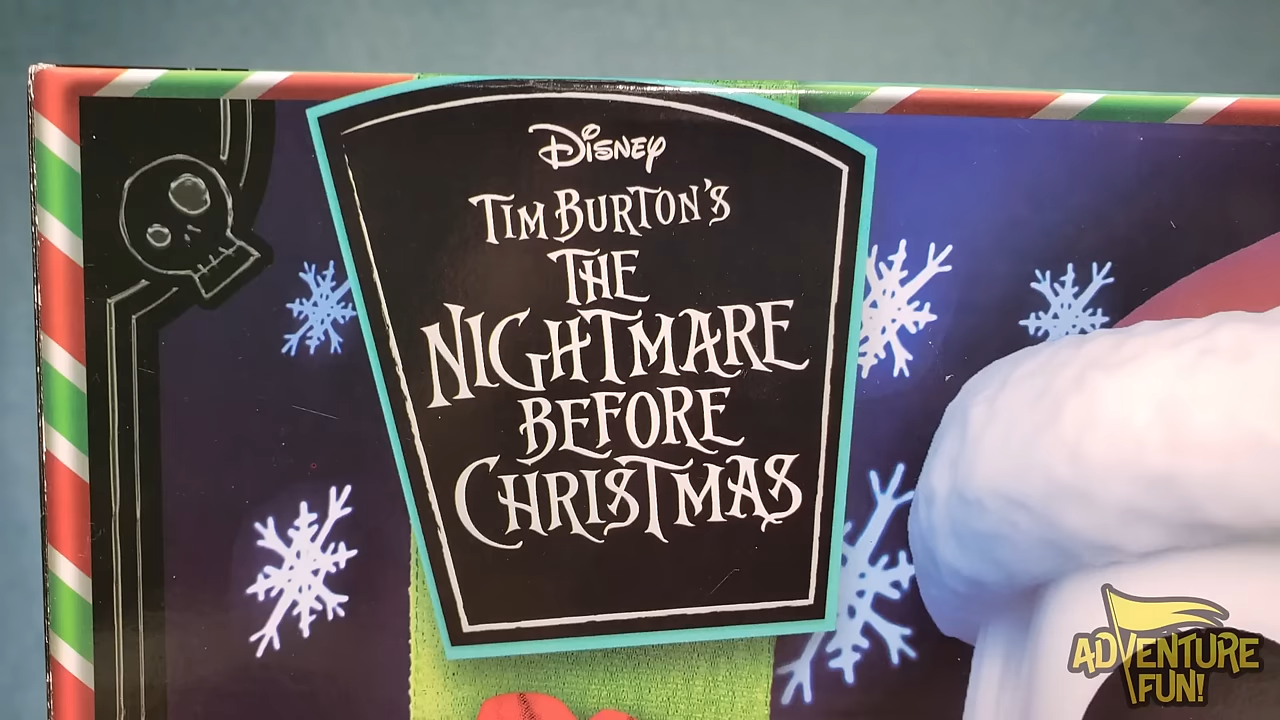 Disney
Tim Burton's
The
Nightmare
Before
Christmas
ADVENTURE
FUN!